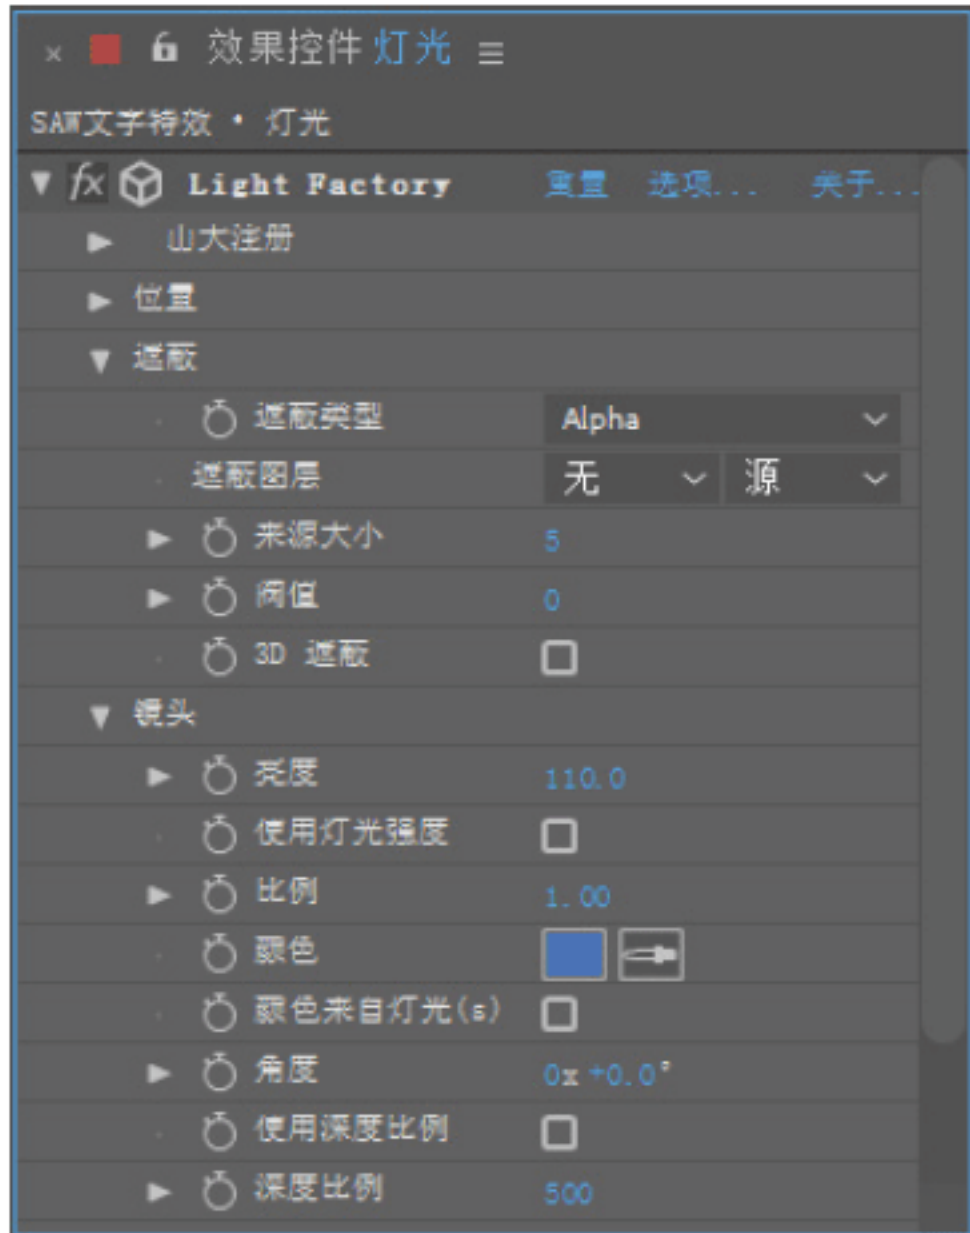 效果控件 灯光
SAW文字特效 · 灯光
fx Light Factory 重置 选项... 关于...
山大注册
位置
遮蔽
遮蔽类型 Alpha
遮蔽图层 无 源
来源大小 5
阈值 0
3D 遮蔽
镜头
亮度 110.0
使用灯光强度
比例 1.00
颜色
颜色来自灯光(s)
角度 0x +0.0°
使用深度比例
深度比例 500